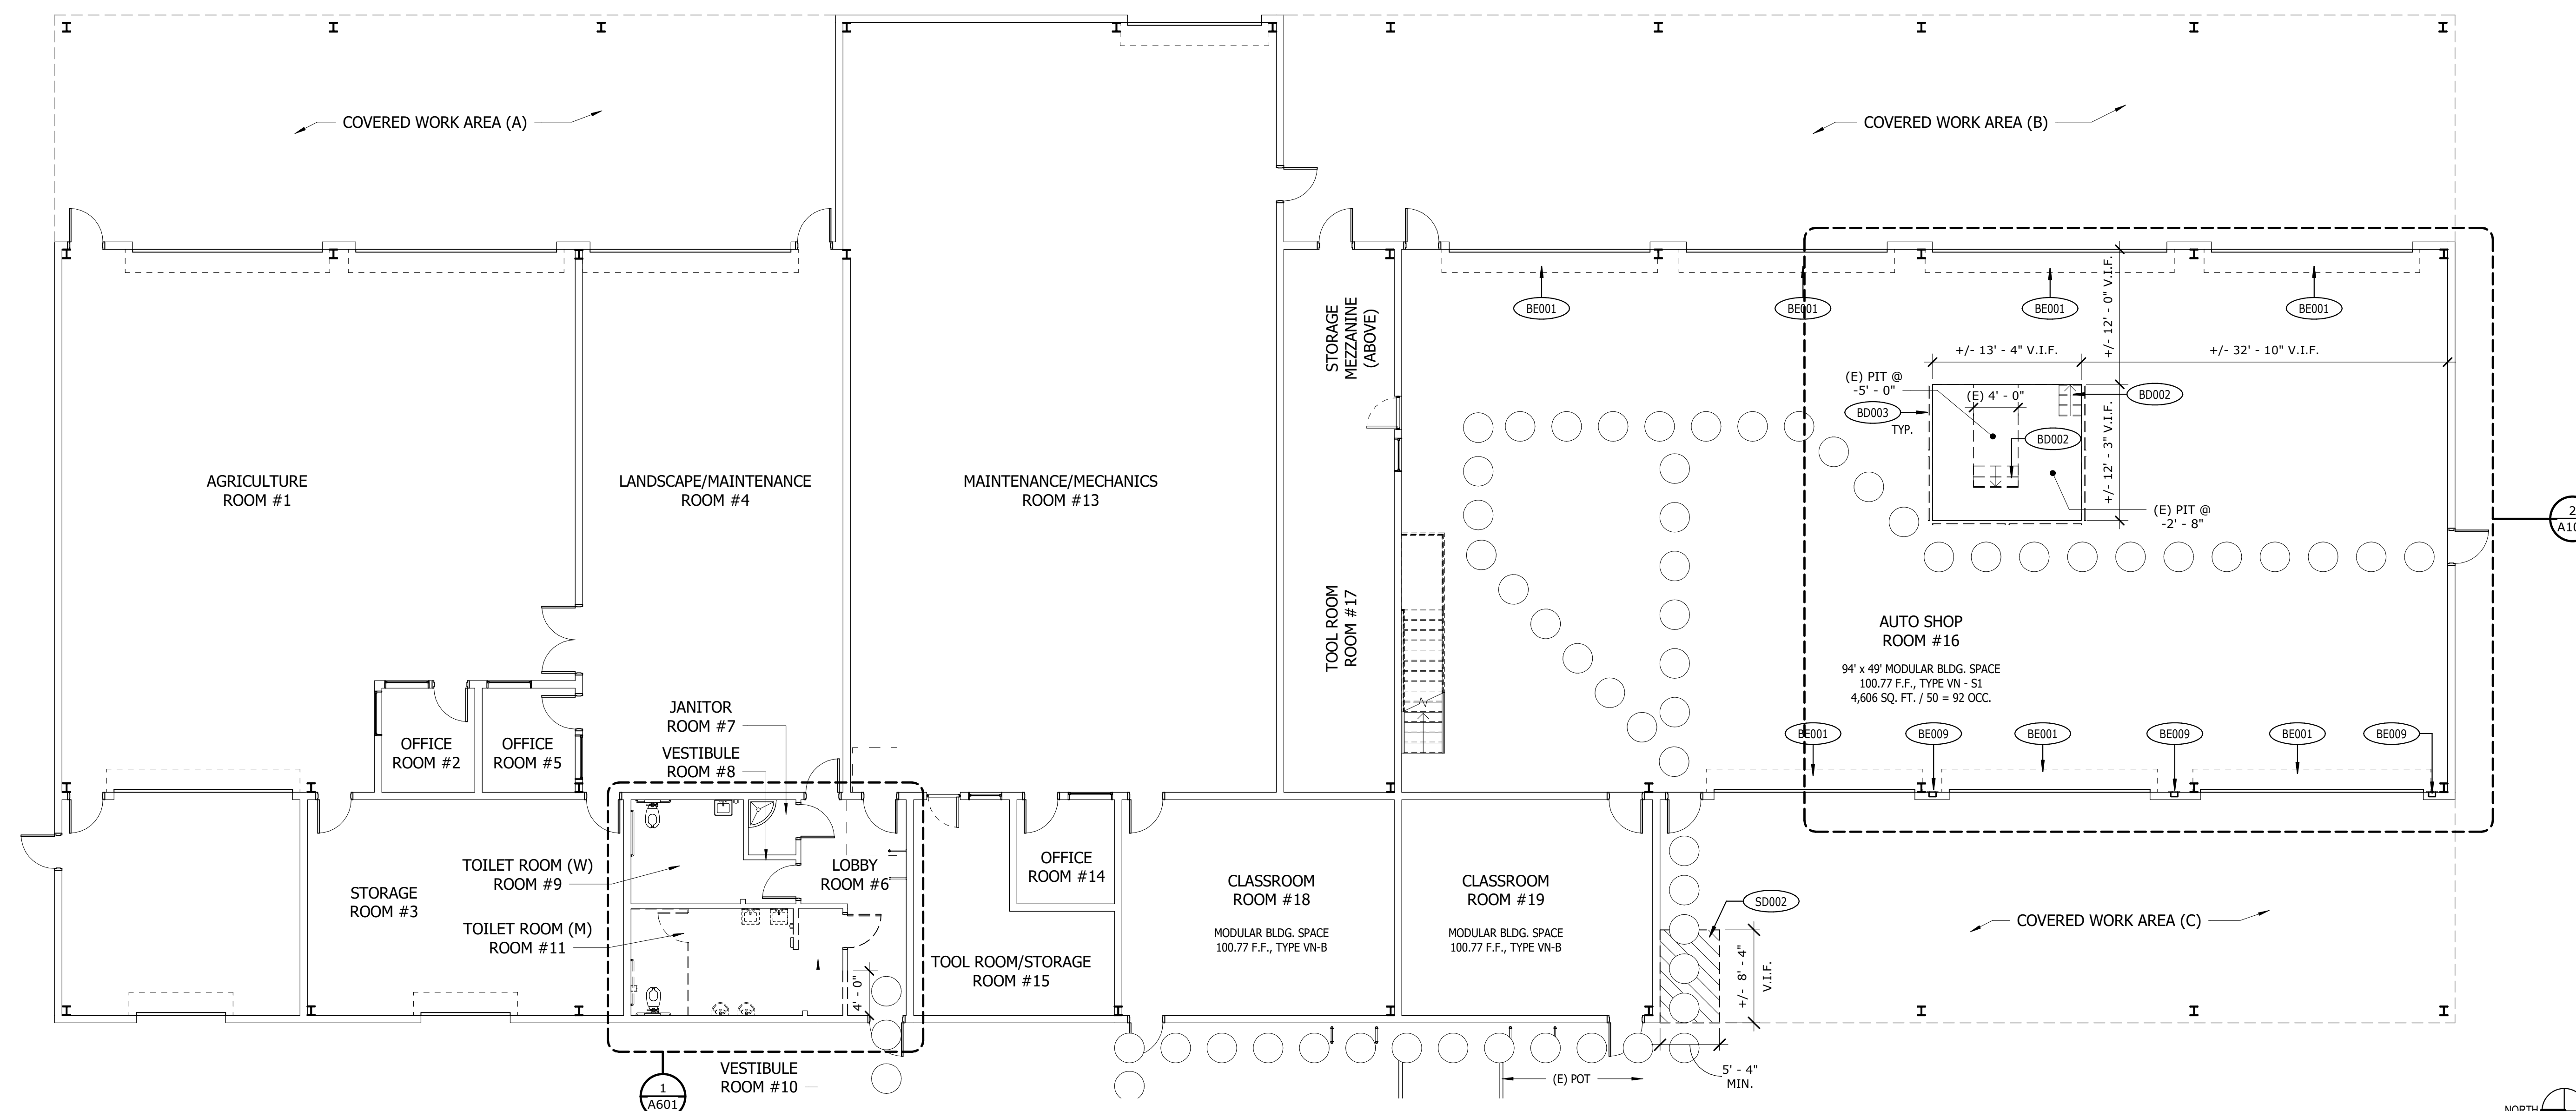 COVERED WORK AREA (A)
COVERED WORK AREA (B)
BE001
BE001
BE001
BE001
+/- 12' - 0" V.I.F.
STORAGE
MEZZANINE
(ABOVE)
+/- 13' - 4" V.I.F.
+/- 32' - 10" V.I.F.
(E) PIT @
-5' - 0"
(E) 4' - 0"
BD002
BD003
TYP.
BD002
+/- 12' - 3" V.I.F.
AGRICULTURE
ROOM #1
LANDSCAPE/MAINTENANCE
ROOM #4
MAINTENANCE/MECHANICS
ROOM #13
(E) PIT @
-2' - 8"
2
TOOL ROOM
ROOM #17
AUTO SHOP
ROOM #16
94' x 49' MODULAR BLDG. SPACE
100.77 F.F., TYPE VN - S1
4,606 SQ. FT. / 50 = 92 OCC.
JANITOR
ROOM #7
VESTIBULE
ROOM #8
OFFICE
ROOM #2
OFFICE
ROOM #5
BE001
BE009
BE001
BE009
BE001
BE009
TOILET ROOM (W)
ROOM #9
LOBBY
ROOM #6
OFFICE
ROOM #14
STORAGE
ROOM #3
CLASSROOM
ROOM #18
MODULAR BLDG. SPACE
100.77 F.F., TYPE VN-B
CLASSROOM
ROOM #19
MODULAR BLDG. SPACE
100.77 F.F., TYPE VN-B
SD002
COVERED WORK AREA (C)
TOILET ROOM (M)
ROOM #11
TOOL ROOM/STORAGE
ROOM #15
4' - 0"
+/- 8' - 4"
V.I.F.
VESTIBULE
ROOM #10
(E) POT
5' - 4"
MIN.
1
A601
NORTH